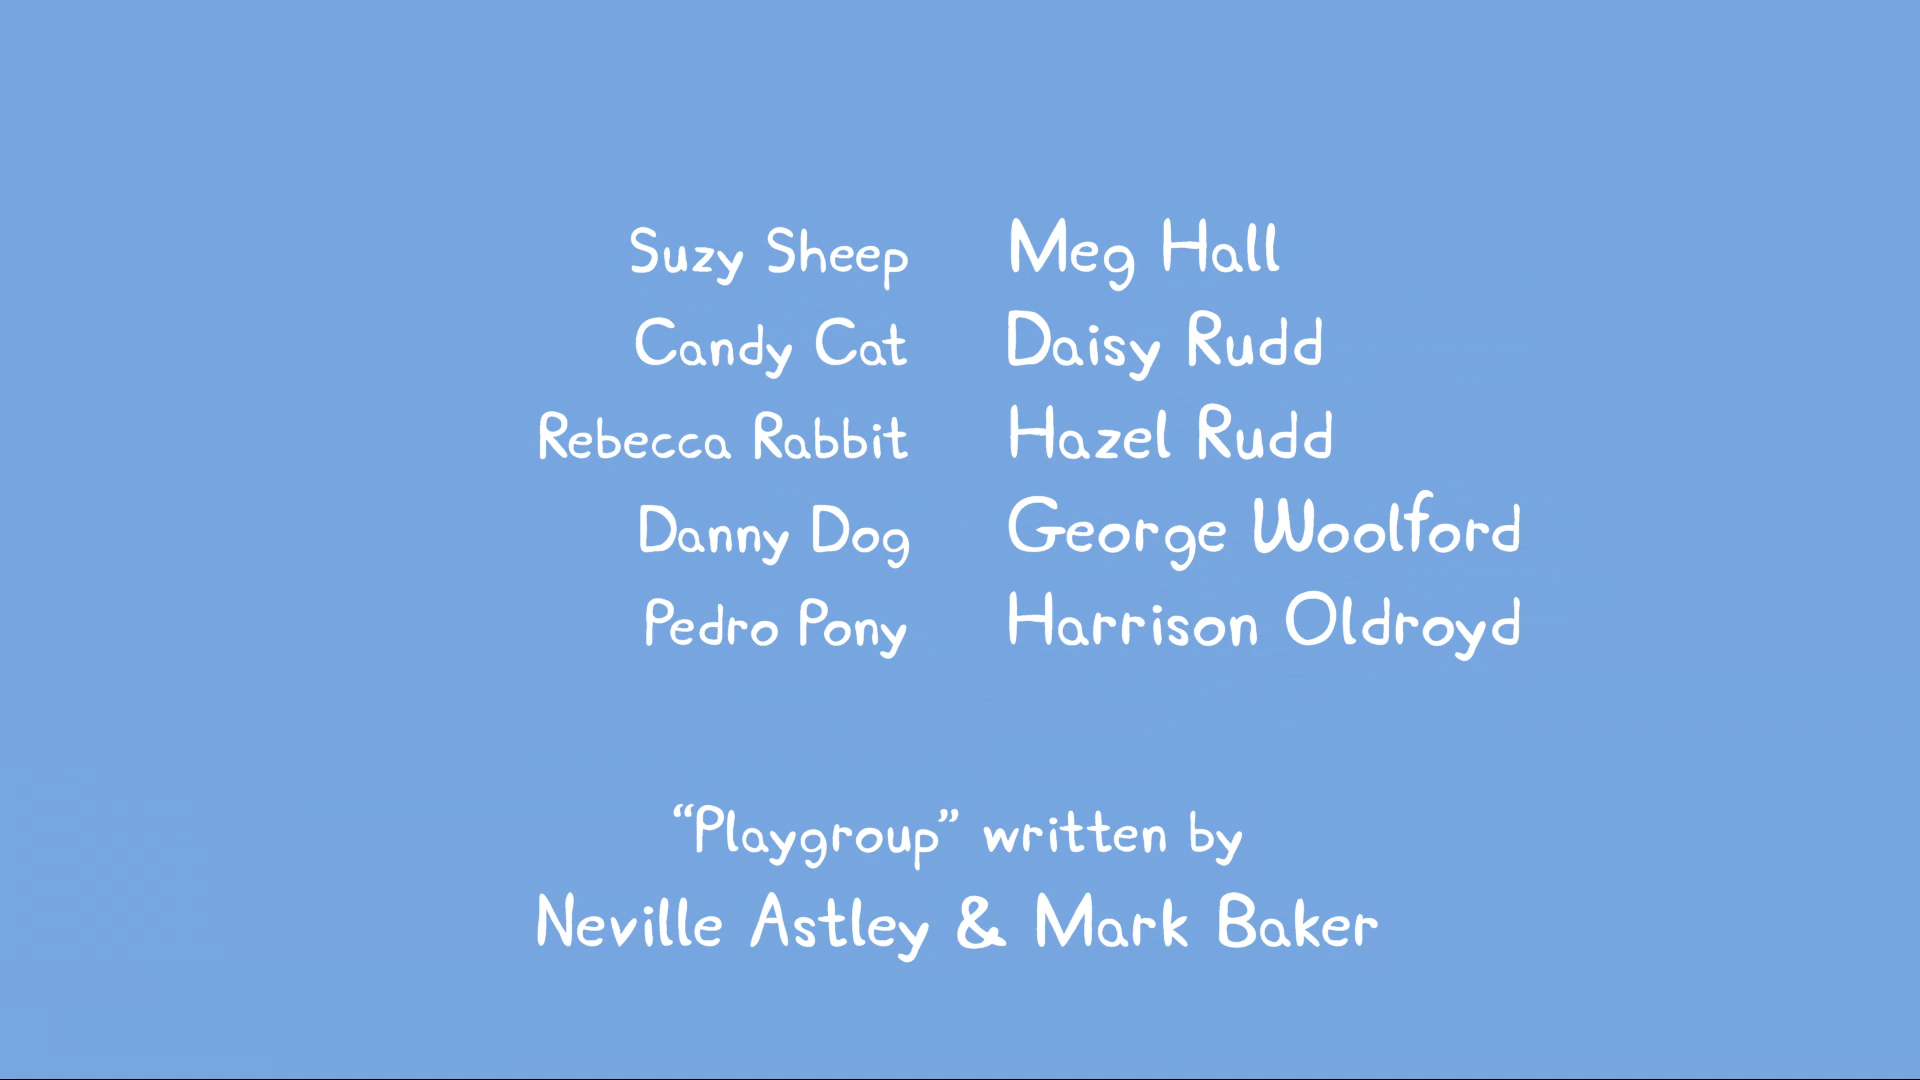 Suzy Sheep Meg Hall
Candy Cat Daisy Rudd
Rebecca Rabbit Hazel Rudd
Danny Dog George Woolford
Pedro Pony Harrison Oldroyd
“Playgroup” written by
Neville Astley & Mark Baker